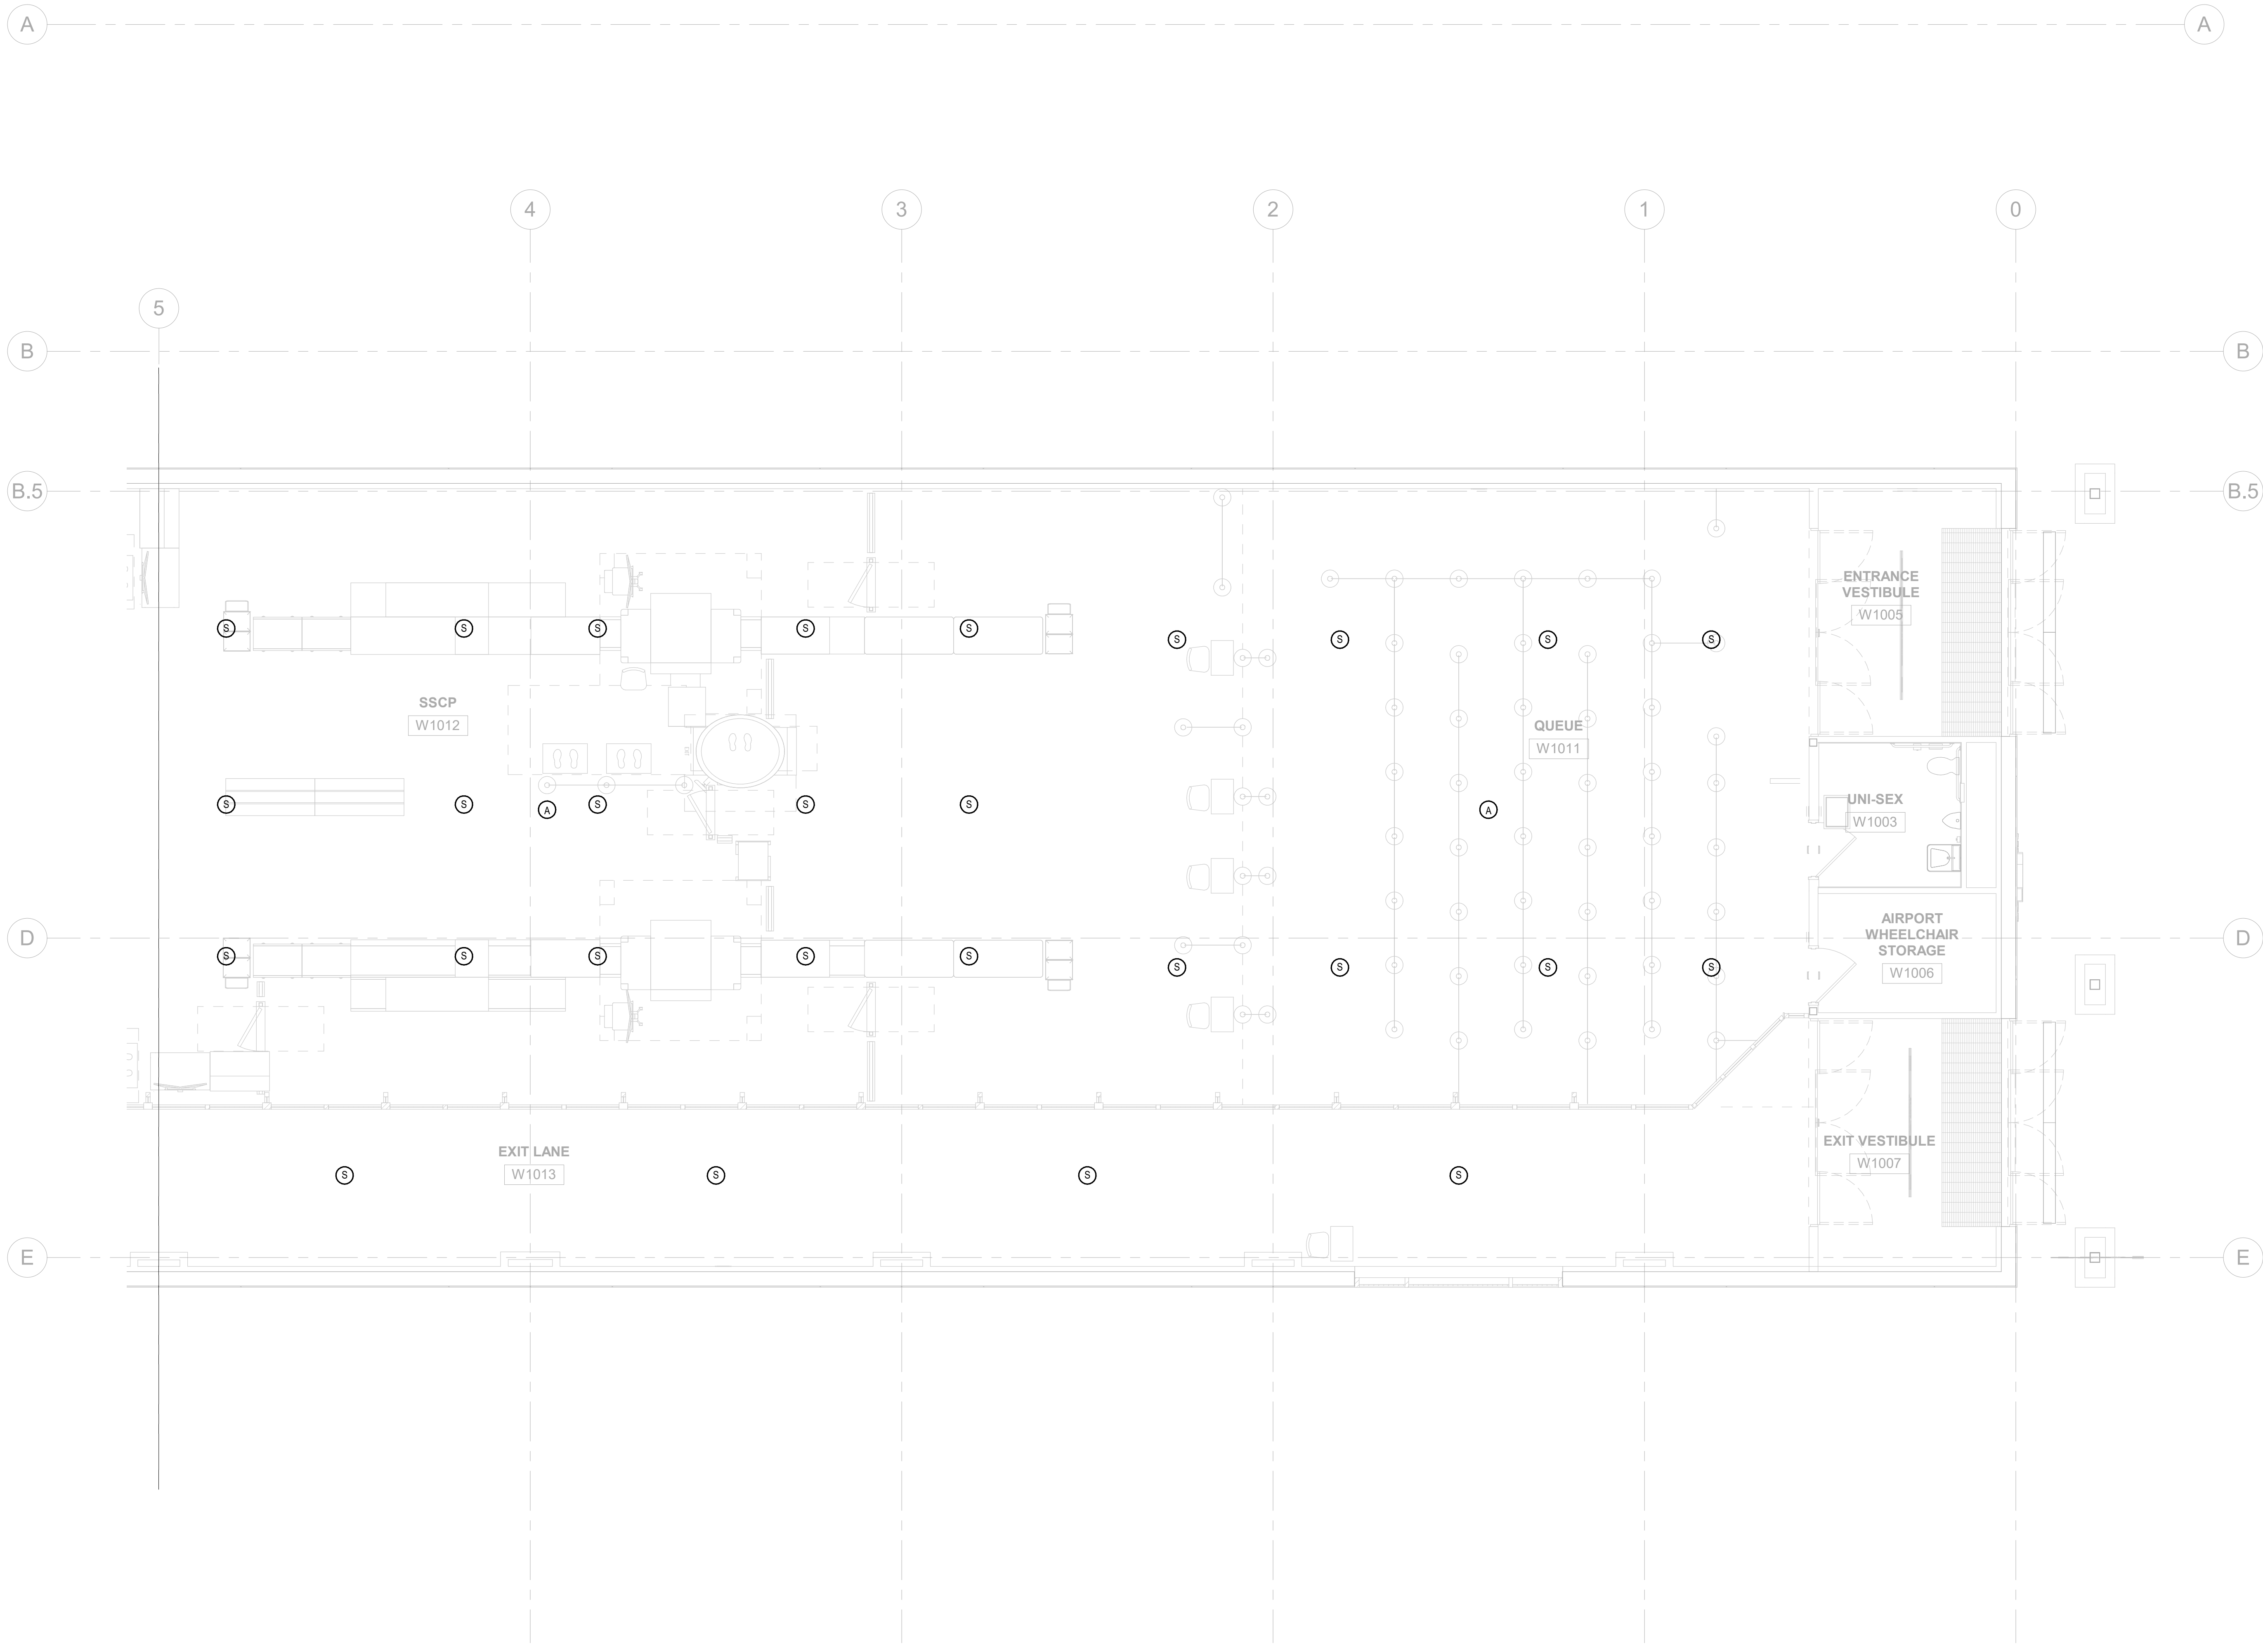 A A
4 3 2 1 0
5
B B
B.5 B.5
ENTRANCE
VESTIBULE
W1005
S S S S S
S S S S
SSCP
W1012
QUEUE
W1011
UNI-SEX
W1003
S S S S S
A A
AIRPORT
WHEELCHAIR
STORAGE
W1006
D D
S S S S S
S S S S
EXIT VESTIBULE
W1007
EXIT LANE
W1013
S S S S
E E